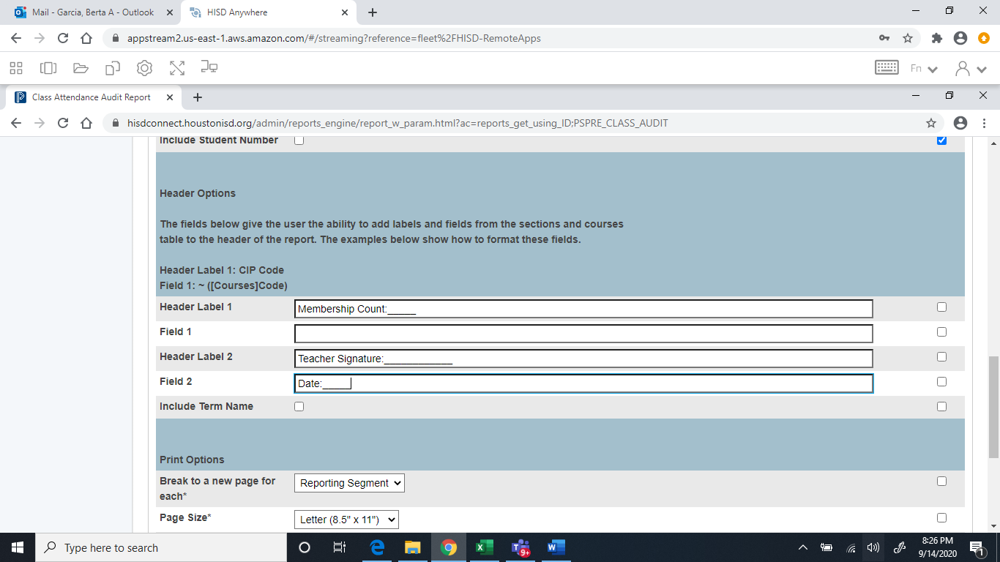 Mail - Garcia, Berta A - Outlook
HISD Anywhere
appstream2.us-east-1.aws.amazon.com/#/streaming?reference=fleet%2FHISD-RemoteApps
Fn
Class Attendance Audit Report
hisdconnect.houstonisd.org/admin/reports_engine/report_w_param.html?ac=reports_get_using_ID;PSPRE_CLASS_AUDIT
Include Student Number
Header Options
The fields below give the user the ability to add labels and fields from the sections and courses
table to the header of the report. The examples below show how to format these fields.
Header Label 1: CIP Code
Field 1: ~ ([Courses]Code)
Header Label 1 Membership Count:_____
Field 1
Header Label 2 Teacher Signature:____________
Field 2 Date:_____
Include Term Name
Print Options
Break to a new page for
each* Reporting Segment
Page Size* Letter (8.5" x 11")
Type here to search
9+
8:26 PM
9/14/2020
1